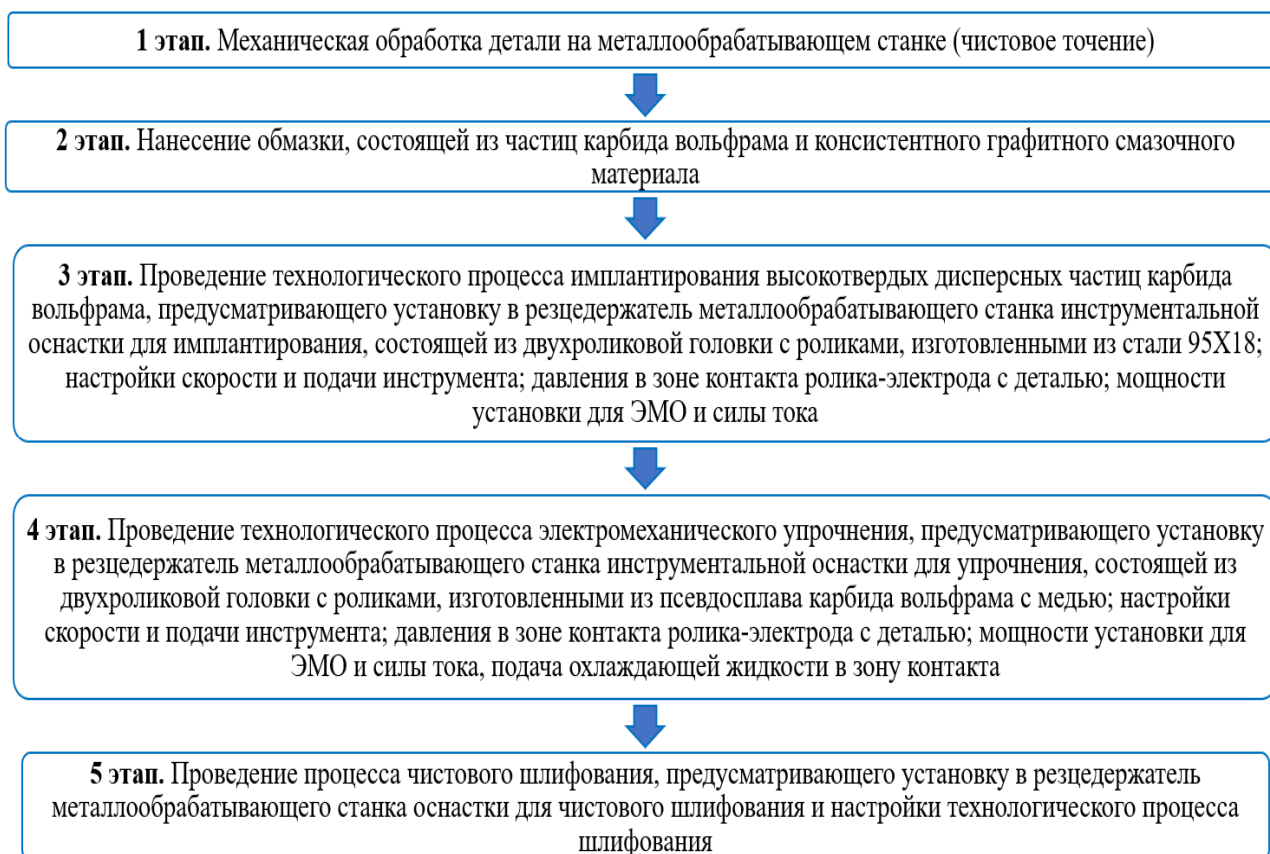 1 этап. Механическая обработка детали на металлообрабатывающем станке (чистовое точение)
2 этап. Нанесение обмазки, состоящей из частиц карбида вольфрама и консистентного графитного смазочного
материала
3 этап. Проведение технологического процесса имплантирования высокотвердых дисперсных частиц карбида
вольфрама, предусматривающего установку в резцедержатель металлообрабатывающего станка инструментальной
оснастки для имплантирования, состоящей из двухроликовой головки с роликами, изготовленными из стали 95Х18;
настройки скорости и подачи инструмента; давления в зоне контакта ролика-электрода с деталью; мощности
установки для ЭМО и силы тока
4 этап. Проведение технологического процесса электромеханического упрочнения, предусматривающего установку
в резцедержатель металлообрабатывающего станка инструментальной оснастки для упрочнения, состоящей из
двухроликовой головки с роликами, изготовленными из псевдосплава карбида вольфрама с медью; настройки
скорости и подачи инструмента; давления в зоне контакта ролика-электрода с деталью; мощности установки для
ЭМО и силы тока, подача охлаждающей жидкости в зону контакта
5 этап. Проведение процесса чистового шлифования, предусматривающего установку в резцедержатель
металлообрабатывающего станка оснастки для чистового шлифования и настройки технологического процесса
шлифования